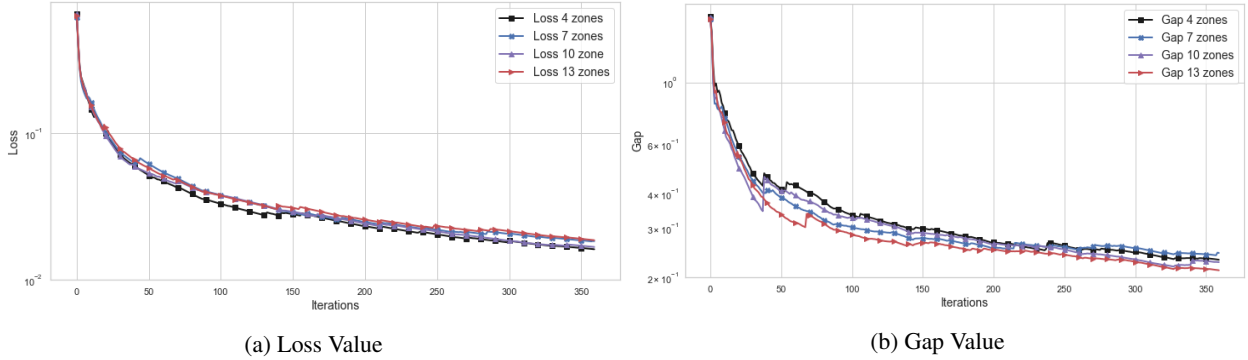 Loss 4 zones
Loss 7 zones
Loss 10 zone
Loss 13 zones
10⁻¹
10⁻²
Loss
0 50 100 150 200 250 300 350
Iterations
(a) Loss Value
Gap 4 zones
Gap 7 zones
Gap 10 zones
Gap 13 zones
10⁰
6 × 10⁻¹
4 × 10⁻¹
3 × 10⁻¹
2 × 10⁻¹
Gap
0 50 100 150 200 250 300 350
Iterations
(b) Gap Value